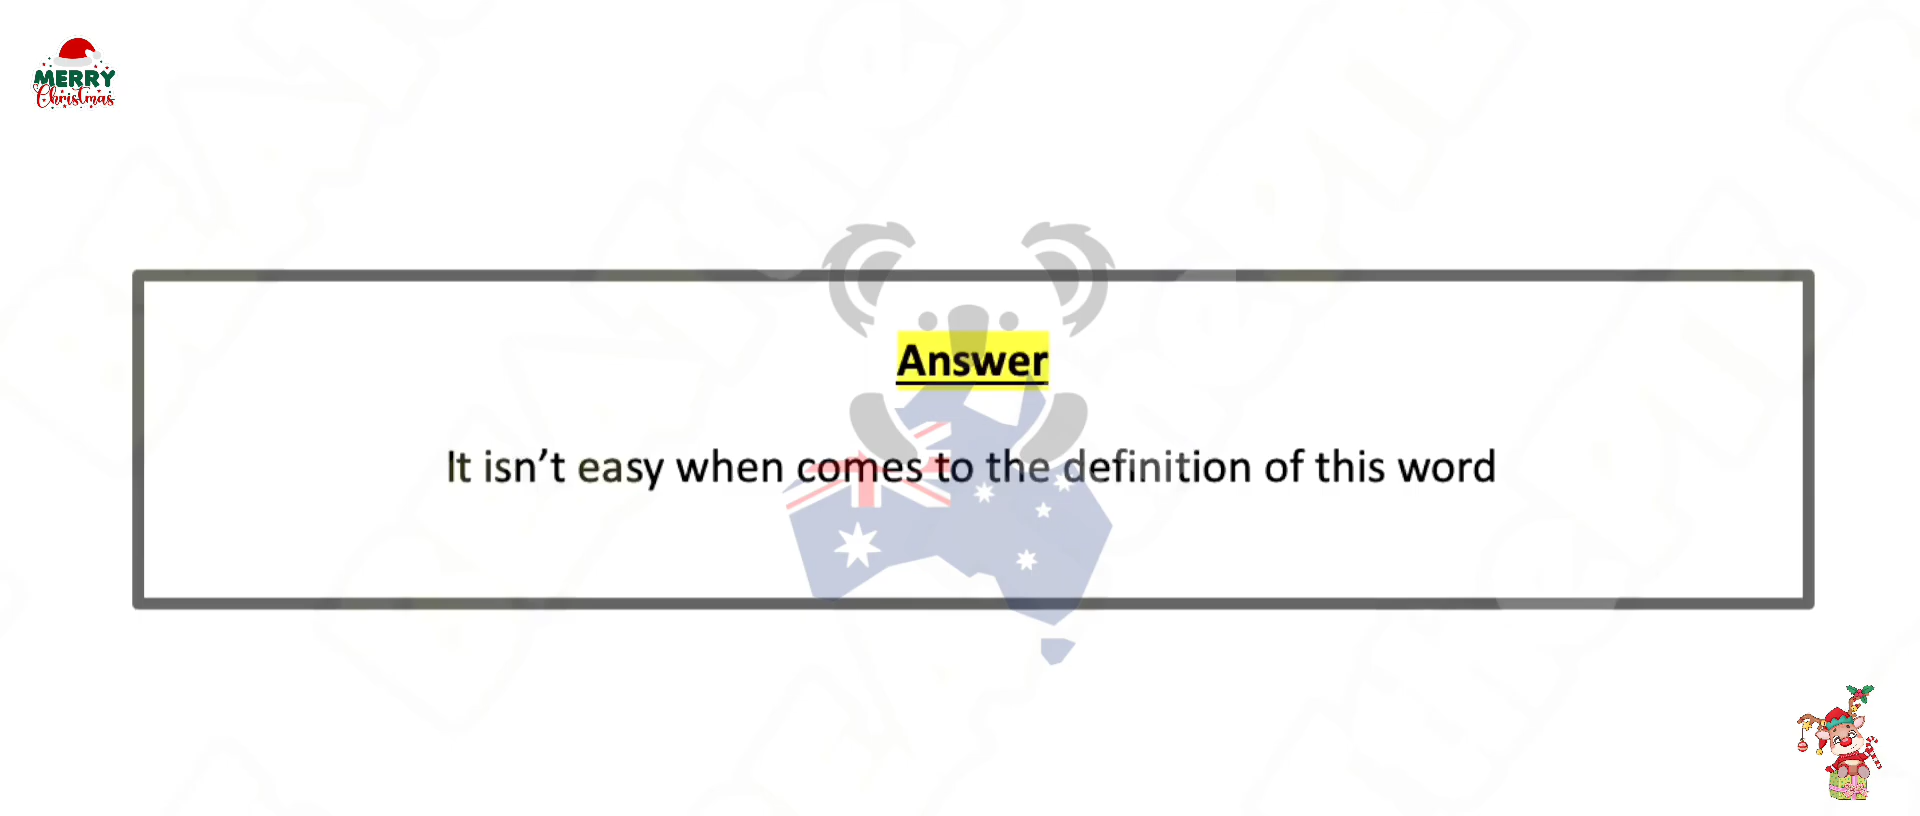 MERRY
Christmas
Answer
It isn’t easy when comes to the definition of this word